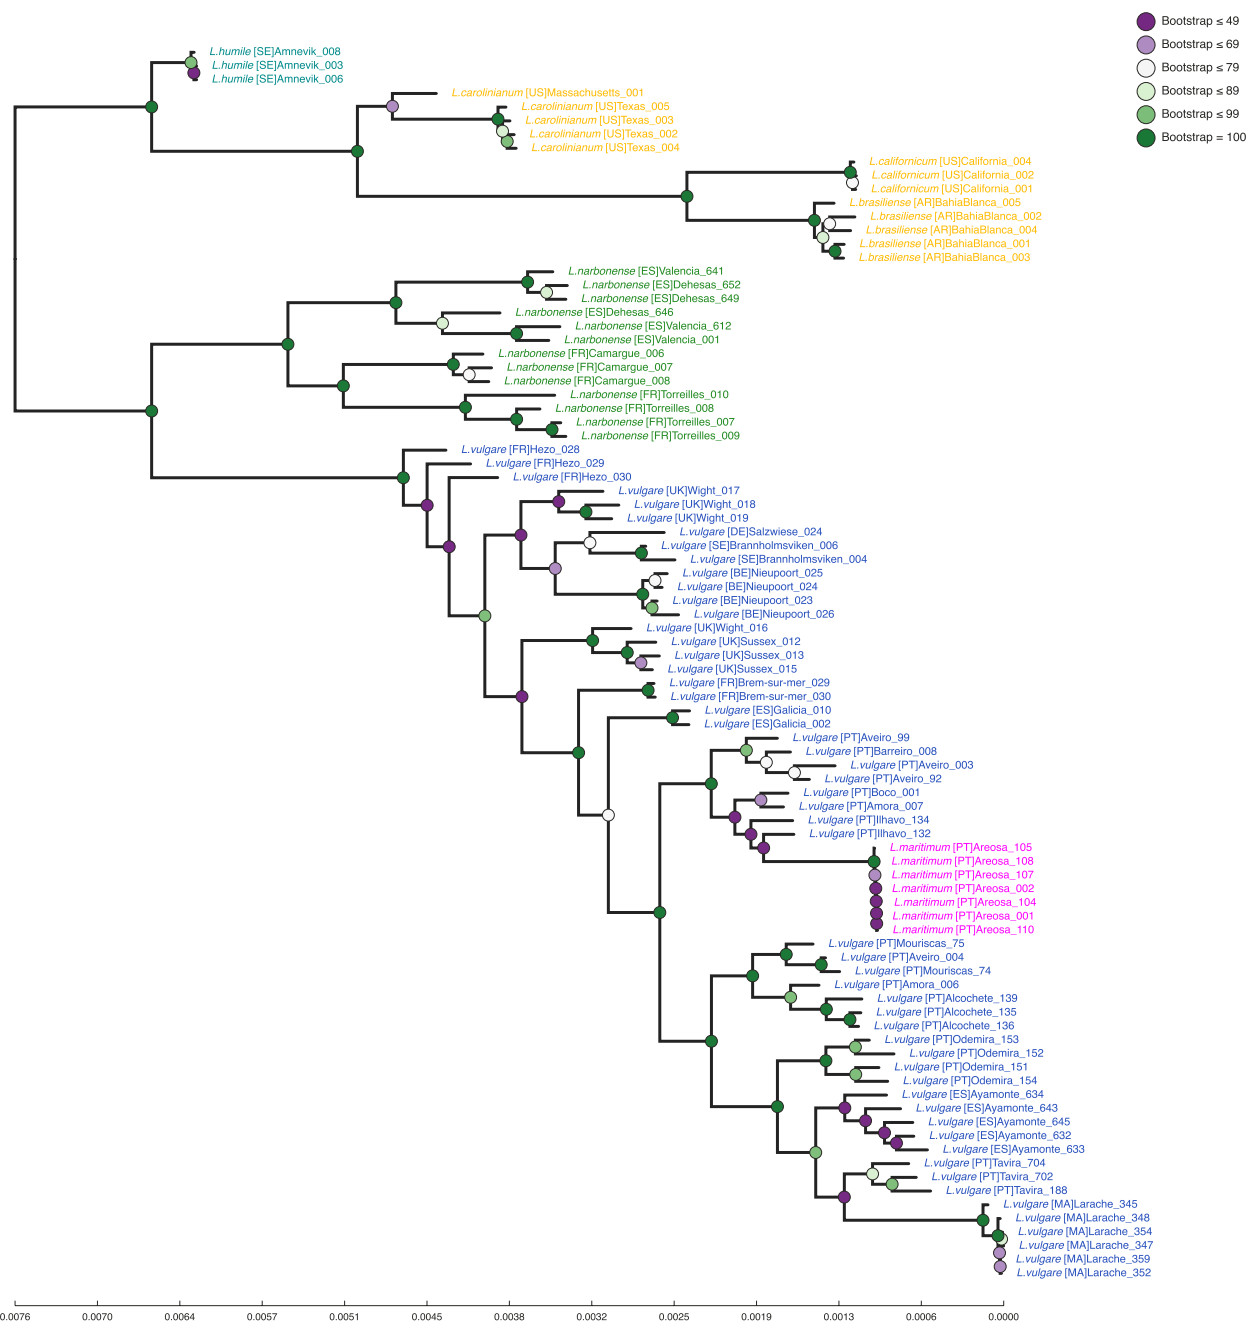 Bootstrap ≤ 49
Bootstrap ≤ 69
Bootstrap ≤ 79
Bootstrap ≤ 89
Bootstrap ≤ 99
Bootstrap = 100
L.humile [SE]Amnevik_008
L.humile [SE]Amnevik_003
L.humile [SE]Amnevik_006
L.carolinianum [US]Massachusetts_001
L.carolinianum [US]Texas_005
L.carolinianum [US]Texas_003
L.carolinianum [US]Texas_002
L.carolinianum [US]Texas_004
L.californicum [US]California_004
L.californicum [US]California_002
L.californicum [US]California_001
L.brasiliense [AR]BahiaBlanca_005
L.brasiliense [AR]BahiaBlanca_002
L.brasiliense [AR]BahiaBlanca_004
L.brasiliense [AR]BahiaBlanca_001
L.brasiliense [AR]BahiaBlanca_003
L.narbonense [ES]Valencia_641
L.narbonense [ES]Dehesas_652
L.narbonense [ES]Dehesas_649
L.narbonense [ES]Dehesas_646
L.narbonense [ES]Valencia_612
L.narbonense [ES]Valencia_001
L.narbonense [FR]Camargue_006
L.narbonense [FR]Camargue_007
L.narbonense [FR]Camargue_008
L.narbonense [FR]Torreilles_010
L.narbonense [FR]Torreilles_008
L.narbonense [FR]Torreilles_007
L.narbonense [FR]Torreilles_009
L.vulgare [FR]Hezo_028
L.vulgare [FR]Hezo_029
L.vulgare [FR]Hezo_030
L.vulgare [UK]Wight_017
L.vulgare [UK]Wight_018
L.vulgare [UK]Wight_019
L.vulgare [DE]Salzwiese_024
L.vulgare [SE]Brannholmsviken_006
L.vulgare [SE]Brannholmsviken_004
L.vulgare [BE]Nieupoort_025
L.vulgare [BE]Nieupoort_024
L.vulgare [BE]Nieupoort_023
L.vulgare [BE]Nieupoort_026
L.vulgare [UK]Wight_016
L.vulgare [UK]Sussex_012
L.vulgare [UK]Sussex_013
L.vulgare [UK]Sussex_015
L.vulgare [FR]Brem-sur-mer_029
L.vulgare [FR]Brem-sur-mer_030
L.vulgare [ES]Galicia_010
L.vulgare [ES]Galicia_002
L.vulgare [PT]Aveiro_99
L.vulgare [PT]Barreiro_008
L.vulgare [PT]Aveiro_003
L.vulgare [PT]Aveiro_92
L.vulgare [PT]Boco_001
L.vulgare [PT]Amora_007
L.vulgare [PT]Ilhavo_134
L.vulgare [PT]Ilhavo_132
L.maritimum [PT]Areosa_105
L.maritimum [PT]Areosa_108
L.maritimum [PT]Areosa_107
L.maritimum [PT]Areosa_002
L.maritimum [PT]Areosa_104
L.maritimum [PT]Areosa_001
L.maritimum [PT]Areosa_110
L.vulgare [PT]Mouriscas_75
L.vulgare [PT]Aveiro_004
L.vulgare [PT]Mouriscas_74
L.vulgare [PT]Amora_006
L.vulgare [PT]Alcochete_139
L.vulgare [PT]Alcochete_135
L.vulgare [PT]Alcochete_136
L.vulgare [PT]Odemira_153
L.vulgare [PT]Odemira_152
L.vulgare [PT]Odemira_151
L.vulgare [PT]Odemira_154
L.vulgare [ES]Ayamonte_634
L.vulgare [ES]Ayamonte_643
L.vulgare [ES]Ayamonte_645
L.vulgare [ES]Ayamonte_632
L.vulgare [ES]Ayamonte_633
L.vulgare [PT]Tavira_704
L.vulgare [PT]Tavira_702
L.vulgare [PT]Tavira_188
L.vulgare [MA]Larache_345
L.vulgare [MA]Larache_348
L.vulgare [MA]Larache_354
L.vulgare [MA]Larache_347
L.vulgare [MA]Larache_359
L.vulgare [MA]Larache_352
0.0076 0.0070 0.0064 0.0057 0.0051 0.0045 0.0038 0.0032 0.0025 0.0019 0.0013 0.0006 0.0000